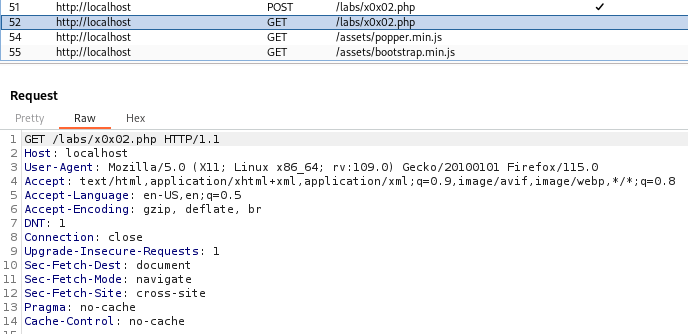 51 http://localhost POST /labs/x0x02.php ✓
52 http://localhost GET /labs/x0x02.php
54 http://localhost GET /assets/popper.min.js
55 http://localhost GET /assets/bootstrap.min.js
Request
Pretty Raw Hex
1 GET /labs/x0x02.php HTTP/1.1
2 Host: localhost
3 User-Agent: Mozilla/5.0 (X11; Linux x86_64; rv:109.0) Gecko/20100101 Firefox/115.0
4 Accept: text/html,application/xhtml+xml,application/xml;q=0.9,image/avif,image/webp,*/*;q=0.8
5 Accept-Language: en-US,en;q=0.5
6 Accept-Encoding: gzip, deflate, br
7 DNT: 1
8 Connection: close
9 Upgrade-Insecure-Requests: 1
10 Sec-Fetch-Dest: document
11 Sec-Fetch-Mode: navigate
12 Sec-Fetch-Site: cross-site
13 Pragma: no-cache
14 Cache-Control: no-cache